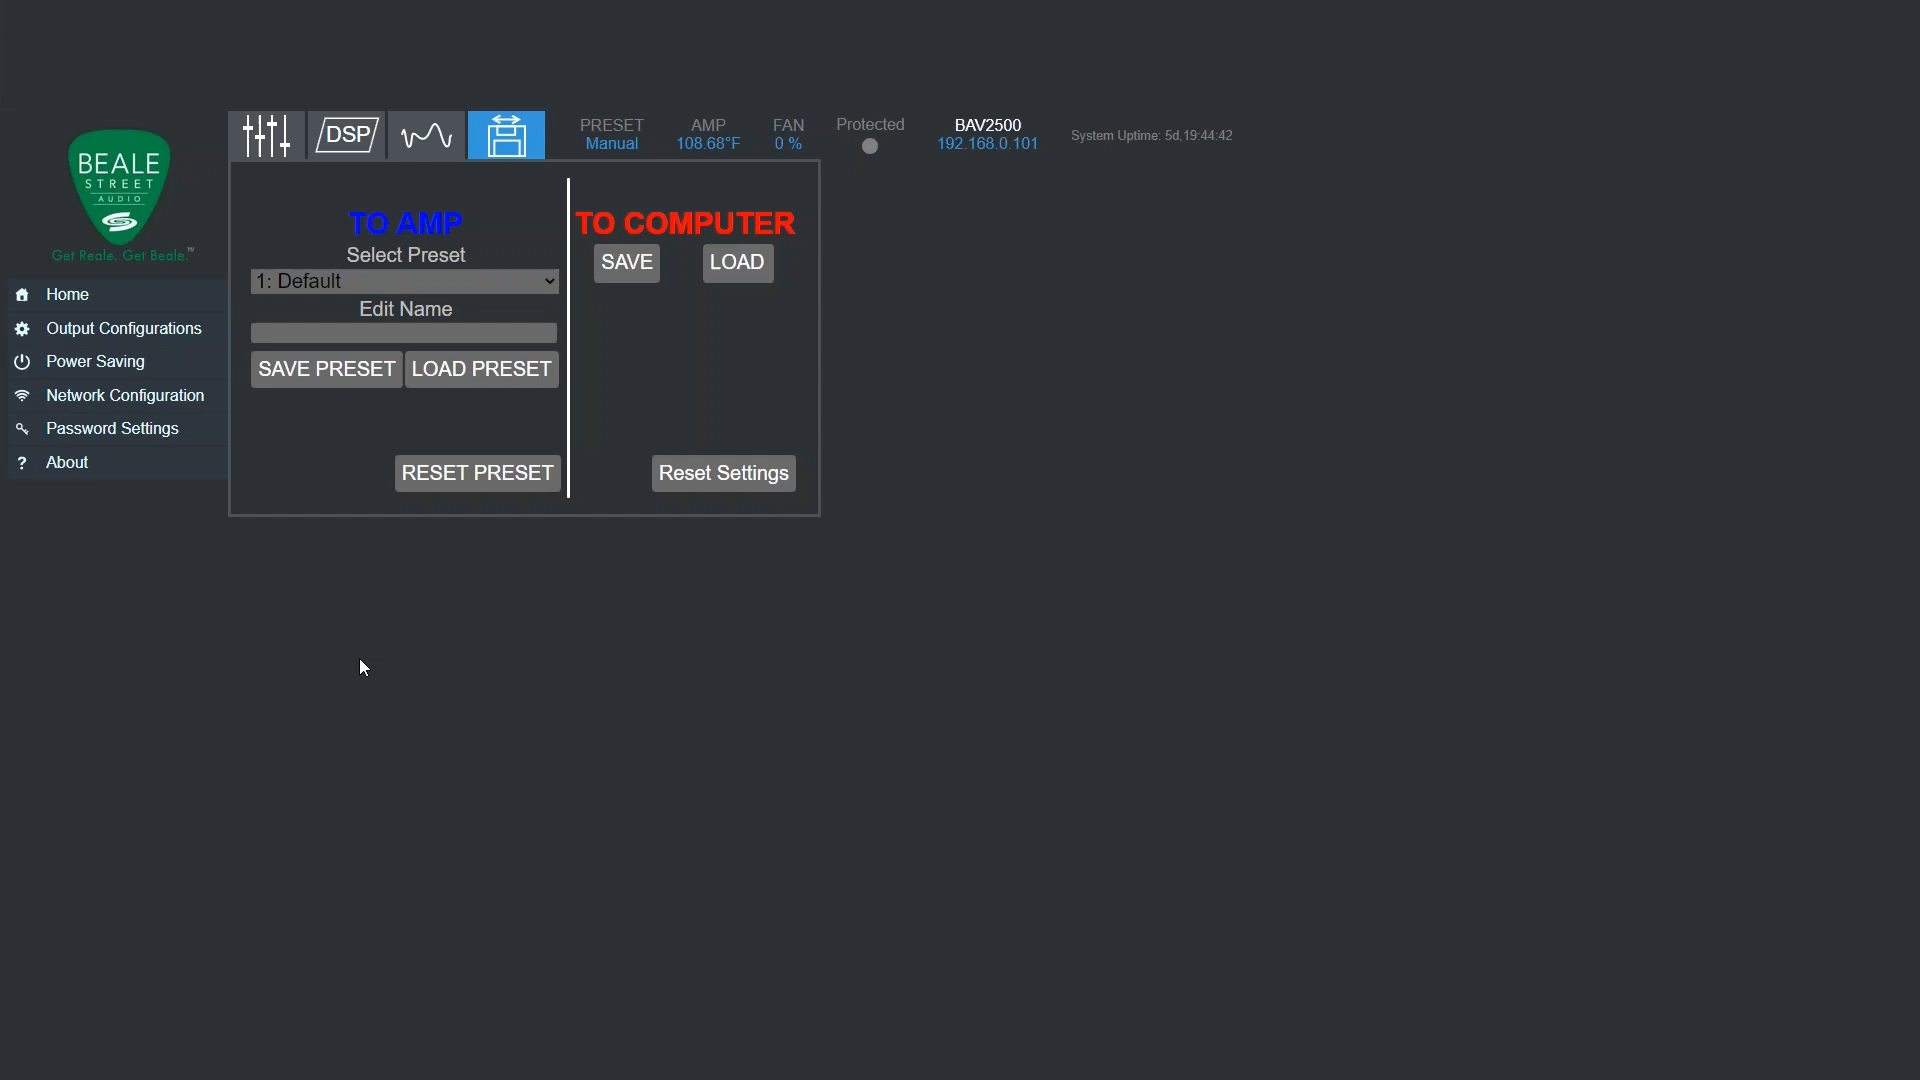 BEALE
STREET
AUDIO
Get Reale. Get Beale.™
Home
Output Configurations
Power Saving
Network Configuration
Password Settings
About
DSP
PRESET
Manual
AMP
108.68°F
FAN
0 %
Protected
BAV2500
192.168.0.101
System Uptime: 5d,19:44:42
TO AMP
Select Preset
1: Default
Edit Name
SAVE PRESET
LOAD PRESET
RESET PRESET
TO COMPUTER
SAVE
LOAD
Reset Settings